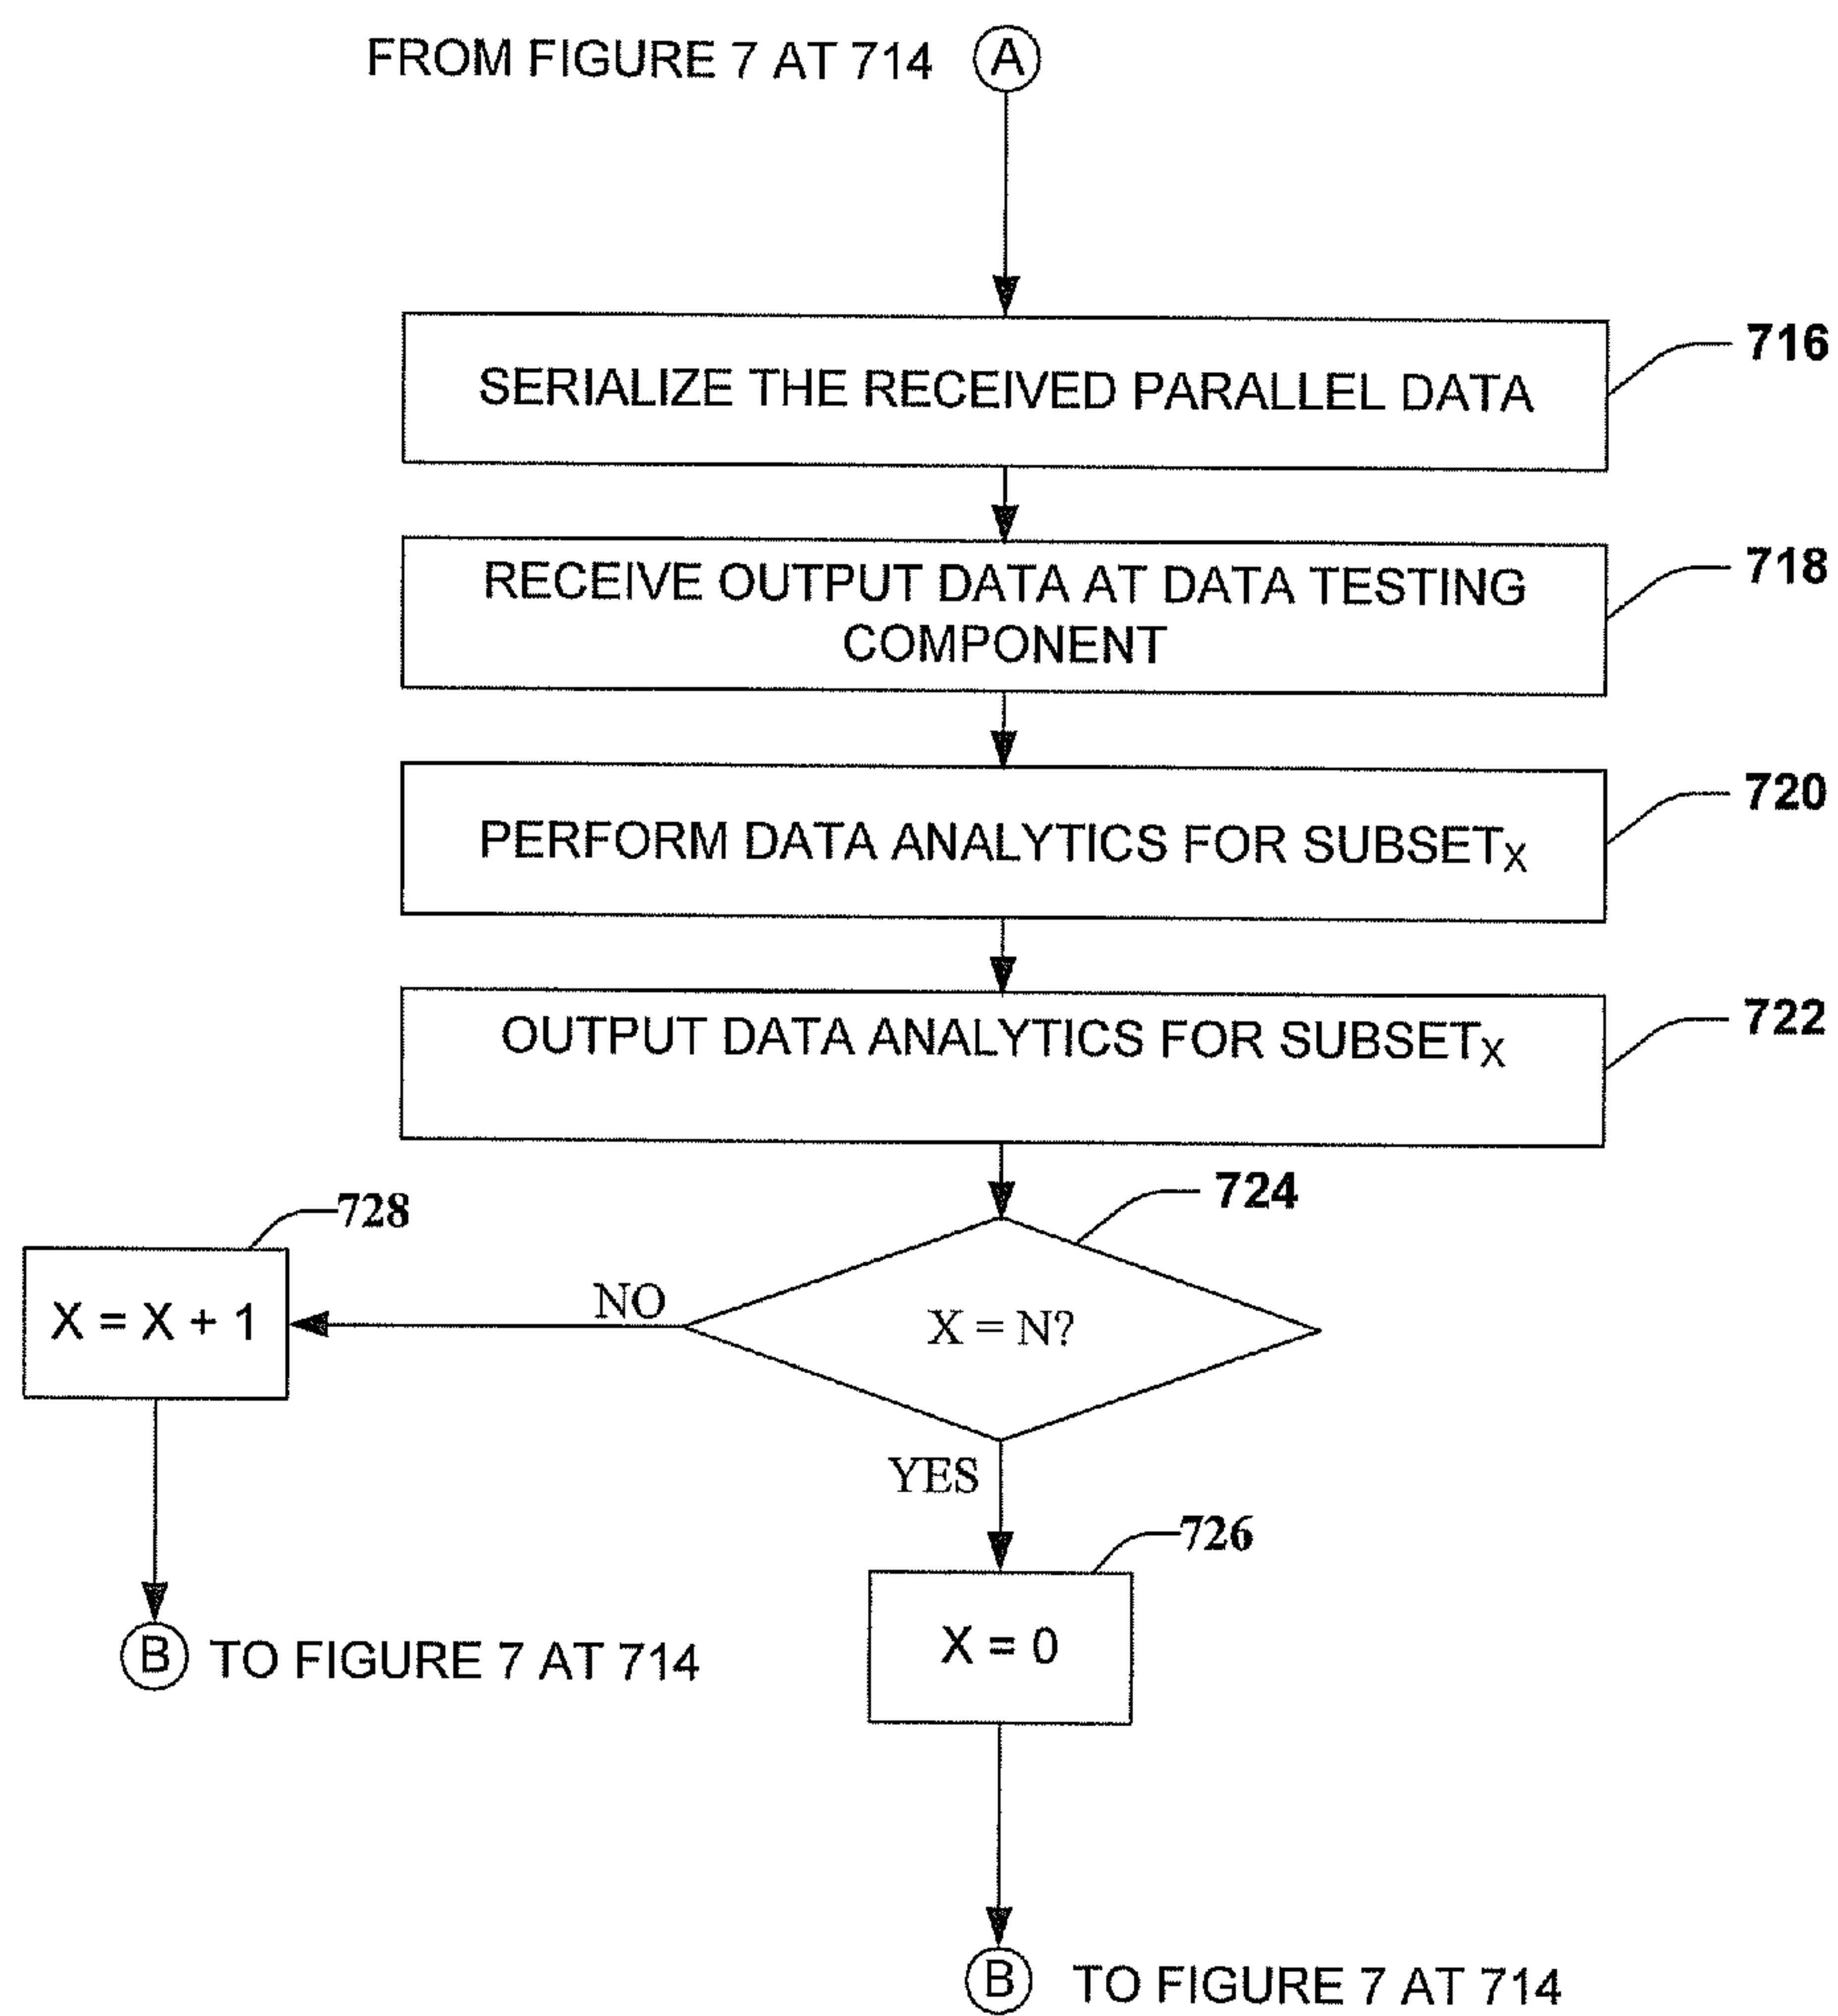 FROM FIGURE 7 AT 714 A
SERIALIZE THE RECEIVED PARALLEL DATA
716
RECEIVE OUTPUT DATA AT DATA TESTING
COMPONENT
718
PERFORM DATA ANALYTICS FOR SUBSETX
720
OUTPUT DATA ANALYTICS FOR SUBSETX
722
724
728
X = X + 1
NO
X = N?
YES
726
X = 0
B TO FIGURE 7 AT 714
B TO FIGURE 7 AT 714